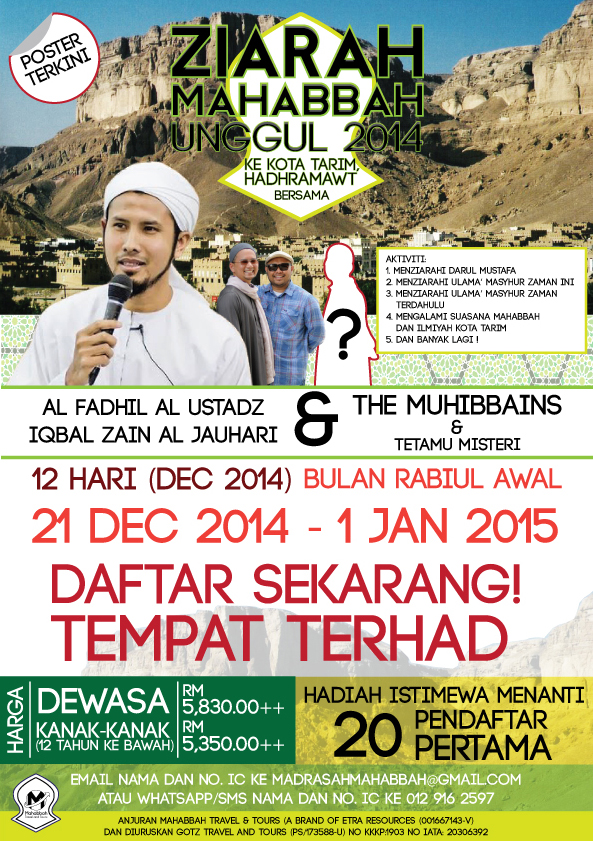 POSTER
TERKINI
ZIARAH
MAHABBAH
UNGGUL 2014
KE KOTA TARIM,
HADHRAMAWT
BERSAMA
AKTIVITI:
1. MENZIARAHI DARUL MUSTAFA
2. MENZIARAHI ULAMA' MASYHUR ZAMAN INI
3. MENZIARAHI ULAMA' MASYHUR ZAMAN
TERDAHULU
4. MENGALAMI SUASANA MAHABBAH
DAN ILMIYAH KOTA TARIM
5. DAN BANYAK LAGI !
?
AL FADHIL AL USTADZ
IQBAL ZAIN AL JAUHARI
&
THE MUHIBBAINS
&
TETAMU MISTERI
12 HARI (DEC 2014) BULAN RABIUL AWAL
21 DEC 2014 - 1 JAN 2015
DAFTAR SEKARANG!
TEMPAT TERHAD
HARGA
DEWASA
RM
5,830.00++
KANAK-KANAK
(12 TAHUN KE BAWAH)
RM
5,350.00++
HADIAH ISTIMEWA MENANTI
20 PENDAFTAR
PERTAMA
EMAIL NAMA DAN NO. IC KE MADRASAHMAHABBAH@GMAIL.COM
ATAU WHATSAPP/SMS NAMA DAN NO. IC KE 012 916 2597
Mahabbah
ANJURAN MAHABBAH TRAVEL & TOURS (A BRAND OF ETRA RESOURCES (001667143-V)
DAN DIURUSKAN GOTZ TRAVEL AND TOURS (PS/173588-U) NO KKKP:1903 NO IATA: 20306392